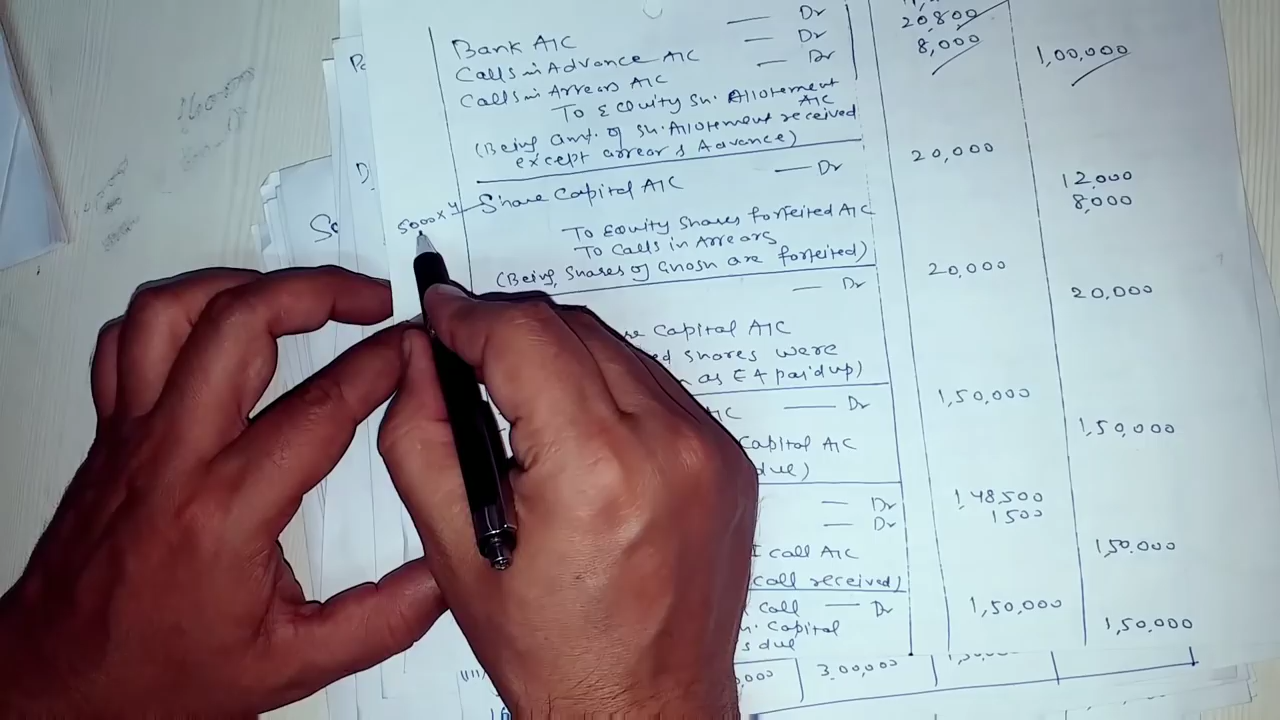 Bank A/C — Dr
20,800
Calls in Advance A/C — Dr
8,000
Calls in Arrears A/C — Dr
To Equity Sh. Allotement A/C
1,00,000
(Being amt. of sh. Allotement received
except arrear & Advance)
5000 x 4 Share Capital A/C — Dr
20,000
To Equity Shares forfeited A/C
12,000
To Calls in Arrears
8,000
(Being, Shares of Ghosh are forfeited)
— Dr
20,000
Capital A/C
20,000
shares were
as ₹ 4 paid up)
A/C — Dr
1,50,000
Capital A/C
1,50,000
due)
— Dr
1,48,500
— Dr
1500
call A/C
1,50,000
call received)
call — Dr
1,50,000
Capital
1,50,000
due
3,00,000